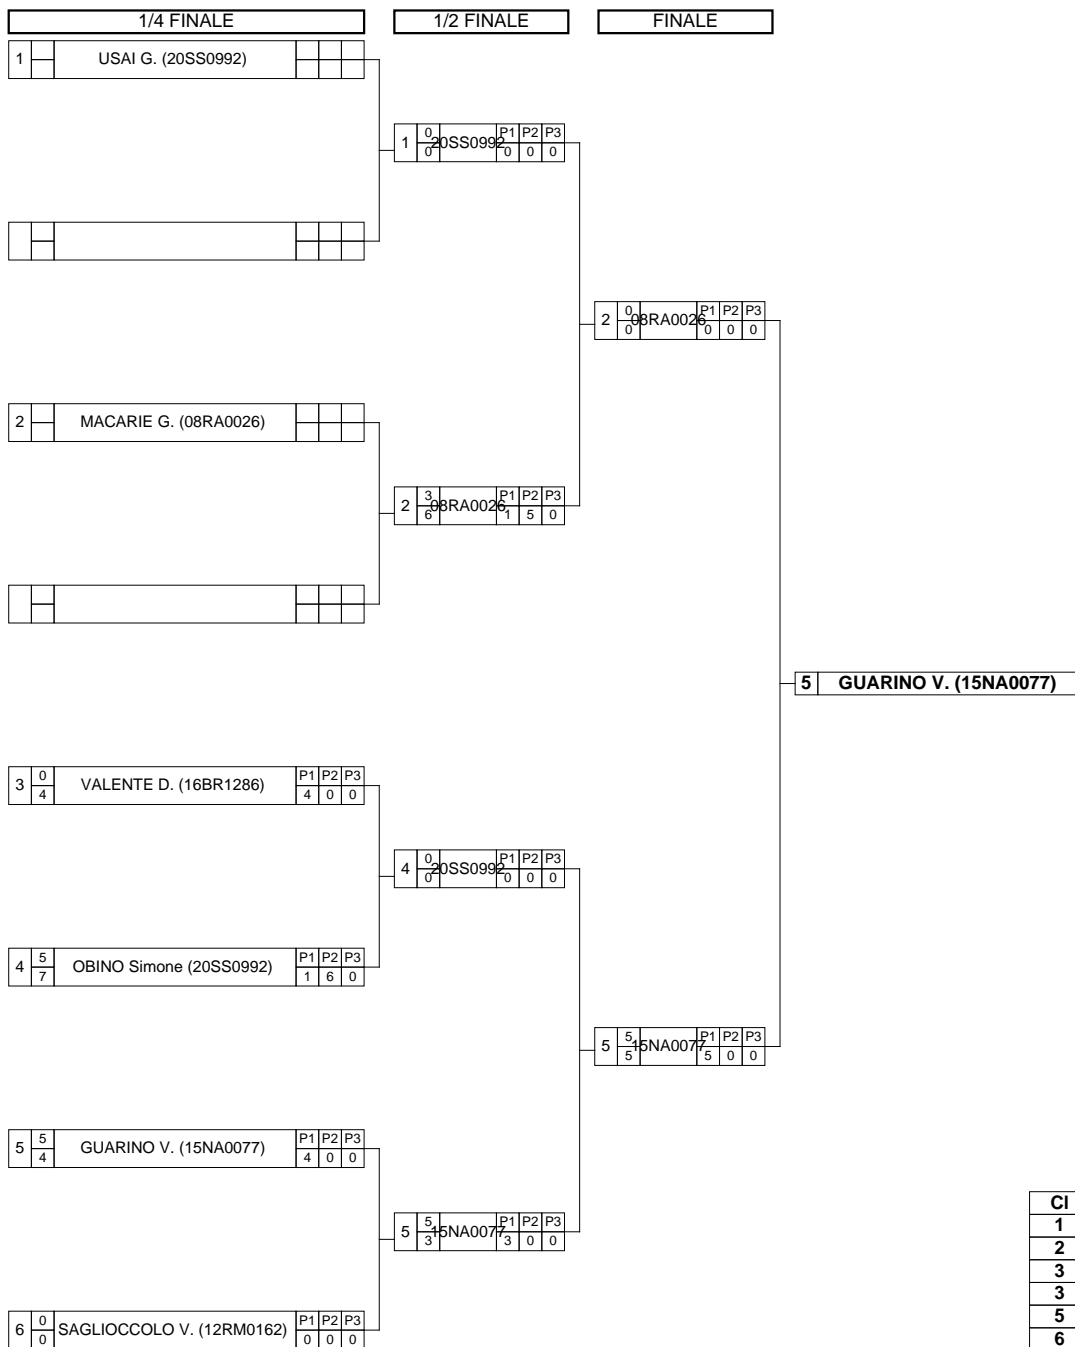 1/4 FINALE 1/2 FINALE FINALE
1 USAI G. (20SS0992)
1 0 0 20SS0992 P1 P2 P3 0 0 0
2 0 0 08RA0026 P1 P2 P3 0 0 0
2 MACARIE G. (08RA0026)
2 3 6 08RA0026 P1 P2 P3 1 5 0
5 GUARINO V. (15NA0077)
3 0 4 VALENTE D. (16BR1286) P1 P2 P3 4 0 0
4 0 0 20SS0992 P1 P2 P3 0 0 0
4 5 7 OBINO Simone (20SS0992) P1 P2 P3 1 6 0
5 5 5 15NA0077 P1 P2 P3 5 0 0
5 5 4 GUARINO V. (15NA0077) P1 P2 P3 4 0 0
5 5 3 15NA0077 P1 P2 P3 3 0 0
6 0 0 SAGLIOCCOLO V. (12RM0162) P1 P2 P3 0 0 0
Cl
1
2
3
3
5
6